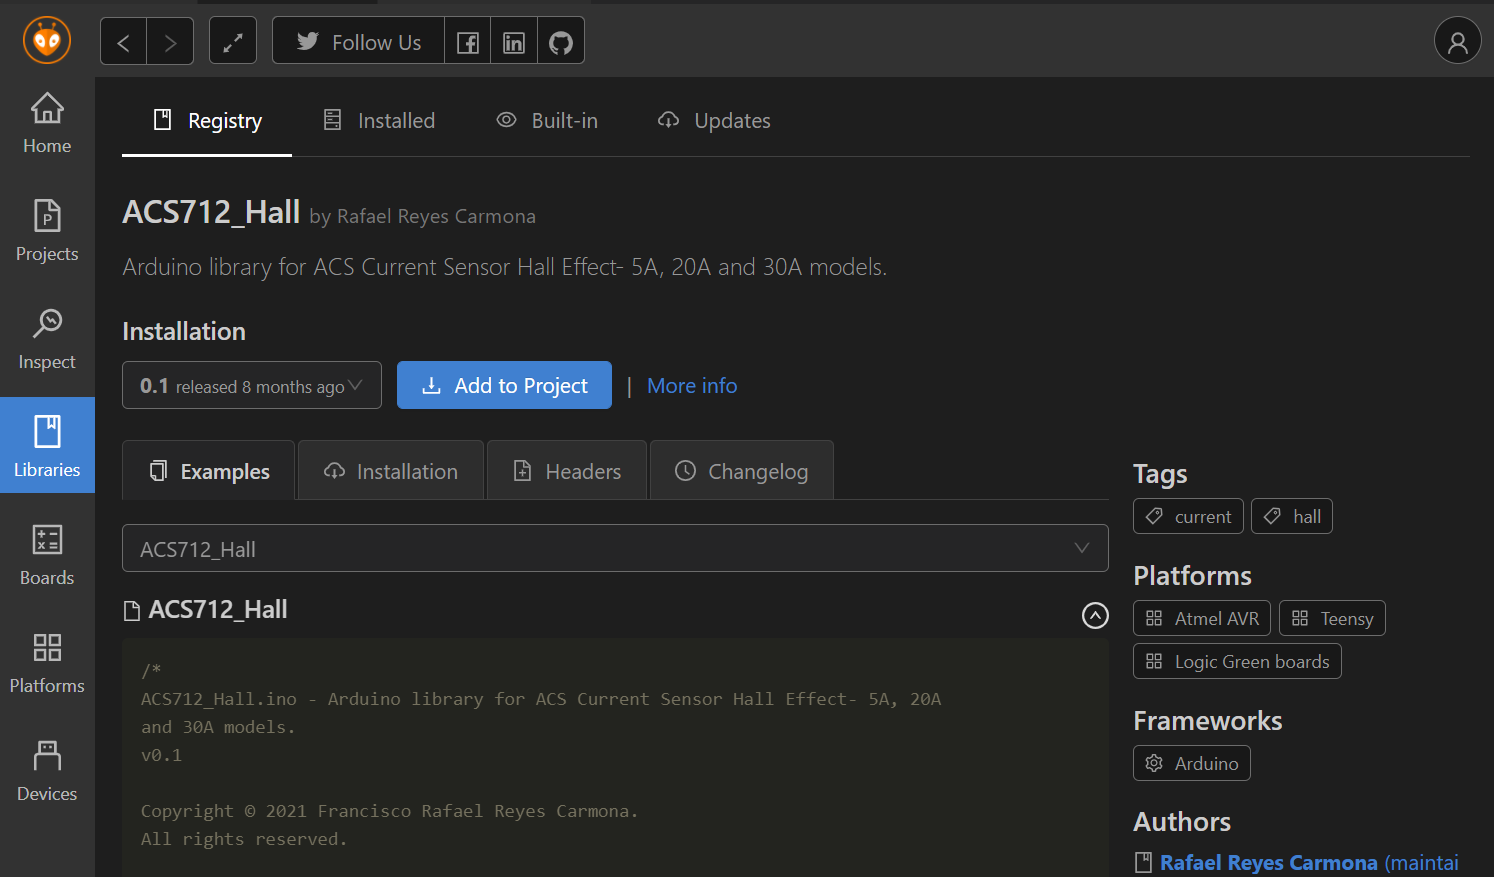 Follow Us
Home
Projects
Inspect
Libraries
Boards
Platforms
Devices
Registry
Installed
Built-in
Updates
ACS712_Hall by Rafael Reyes Carmona
Arduino library for ACS Current Sensor Hall Effect- 5A, 20A and 30A models.
Installation
0.1 released 8 months ago
Add to Project
| More info
Examples
Installation
Headers
Changelog
ACS712_Hall
ACS712_Hall
/*
ACS712_Hall.ino - Arduino library for ACS Current Sensor Hall Effect- 5A, 20A
and 30A models.
v0.1
Copyright © 2021 Francisco Rafael Reyes Carmona.
All rights reserved.
Tags
current
hall
Platforms
Atmel AVR
Teensy
Logic Green boards
Frameworks
Arduino
Authors
Rafael Reyes Carmona (maintai